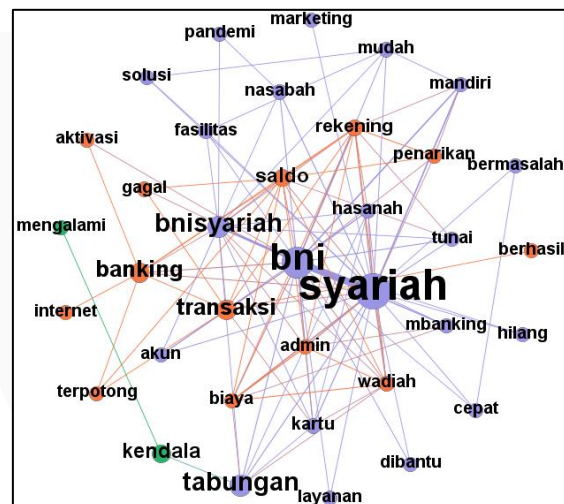 marketing
pandemi
mudah
solusi
nasabah
mandiri
fasilitas
rekening
aktivasi
penarikan
bermasalah
saldo
gagal
hasanah
bnisyariah
mengalami
tunai
berhasil
bni
banking
syariah
transaksi
internet
mbanking
hilang
admin
akun
wadiah
terpotong
biaya
cepat
kartu
kendala
dibantu
tabungan
layanan